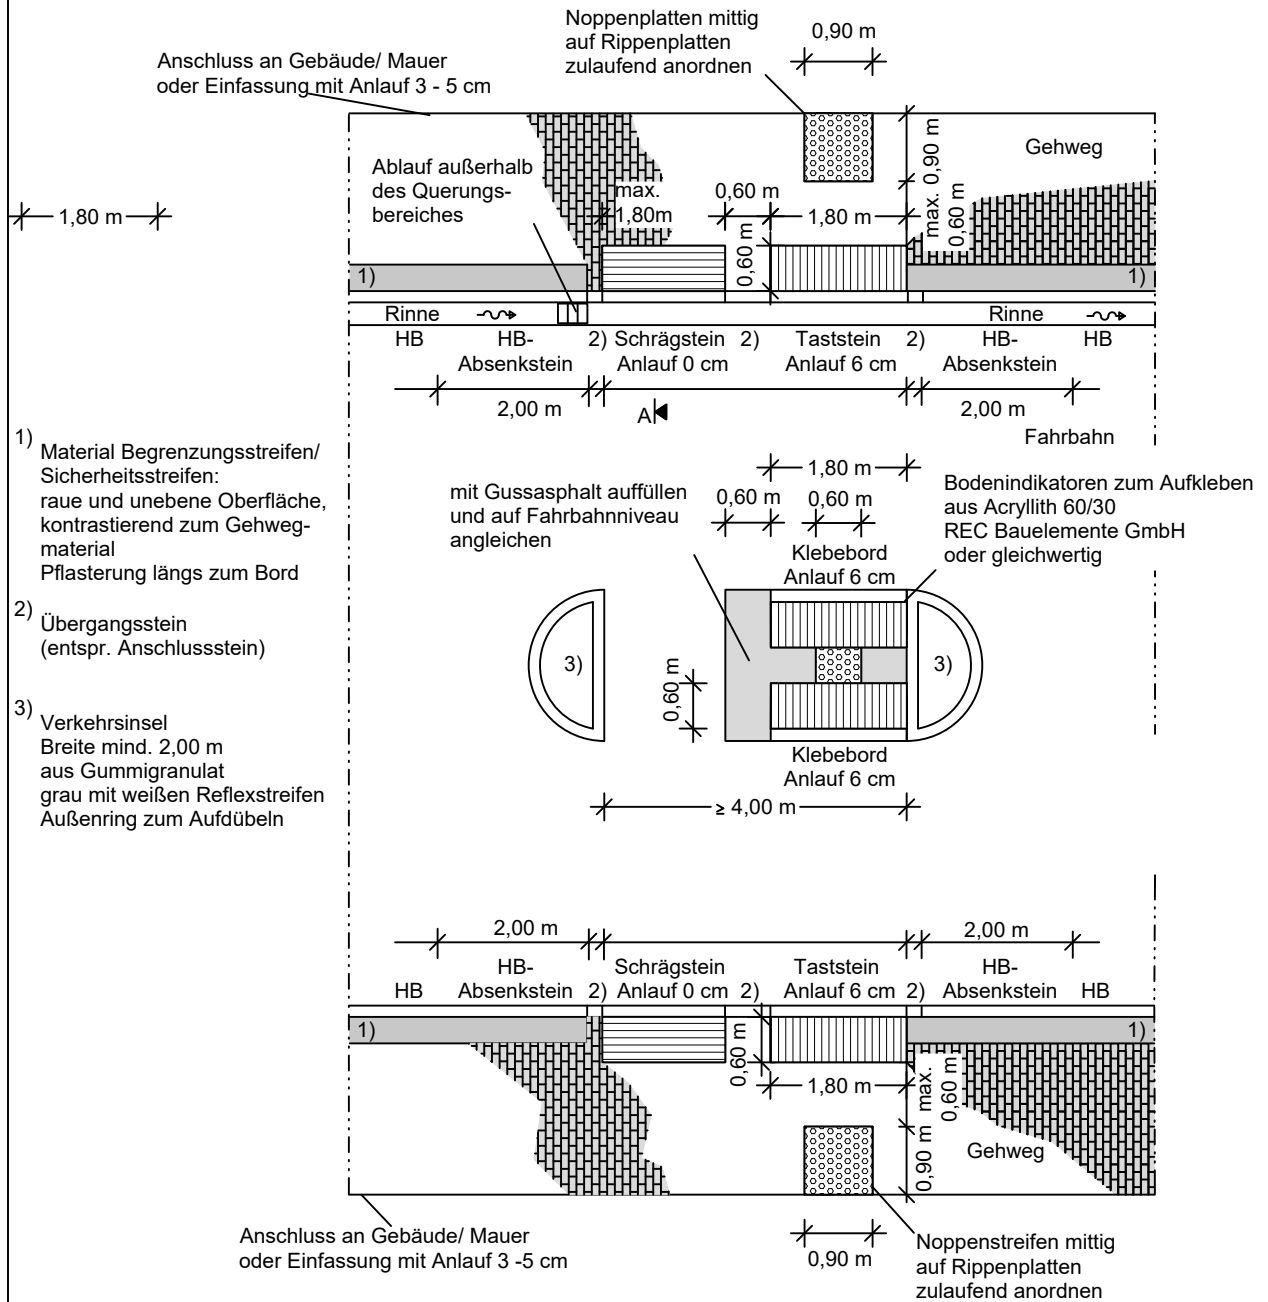 Noppenplatten mittig
auf Rippenplatten
zulaufend anordnen
0,90 m
Anschluss an Gebäude/ Mauer
oder Einfassung mit Anlauf 3 - 5 cm
Gehweg
Ablauf außerhalb
des Querungs-
bereiches
max.
1,80m
0,60 m
1,80 m
0,90 m
max.
0,60 m
1,80 m
0,60 m
1)
1)
Rinne
Rinne
HB
HB-
Absenkstein
2)
Schrägstein
Anlauf 0 cm
2)
Taststein
Anlauf 6 cm
2)
HB-
Absenkstein
HB
2,00 m
2,00 m
A
Fahrbahn
1)
Material Begrenzungsstreifen/
Sicherheitsstreifen:
raue und unebene Oberfläche,
kontrastierend zum Gehweg-
material
Pflasterung längs zum Bord
2)
Übergangsstein
(entspr. Anschlussstein)
3)
Verkehrsinsel
Breite mind. 2,00 m
aus Gummigranulat
grau mit weißen Reflexstreifen
Außenring zum Aufdübeln
mit Gussasphalt auffüllen
und auf Fahrbahnniveau
angleichen
1,80 m
0,60 m
0,60 m
Klebebord
Anlauf 6 cm
Bodenindikatoren zum Aufkleben
aus Acryllith 60/30
REC Bauelemente GmbH
oder gleichwertig
3)
3)
0,60 m
Klebebord
Anlauf 6 cm
≥ 4,00 m
2,00 m
2,00 m
HB
HB-
Absenkstein
2)
Schrägstein
Anlauf 0 cm
2)
Taststein
Anlauf 6 cm
2)
HB-
Absenkstein
HB
1)
1)
0,60 m
1,80 m
max.
0,60 m
0,90 m
Gehweg
Anschluss an Gebäude/ Mauer
oder Einfassung mit Anlauf 3 -5 cm
0,90 m
Noppenstreifen mittig
auf Rippenplatten
zulaufend anordnen